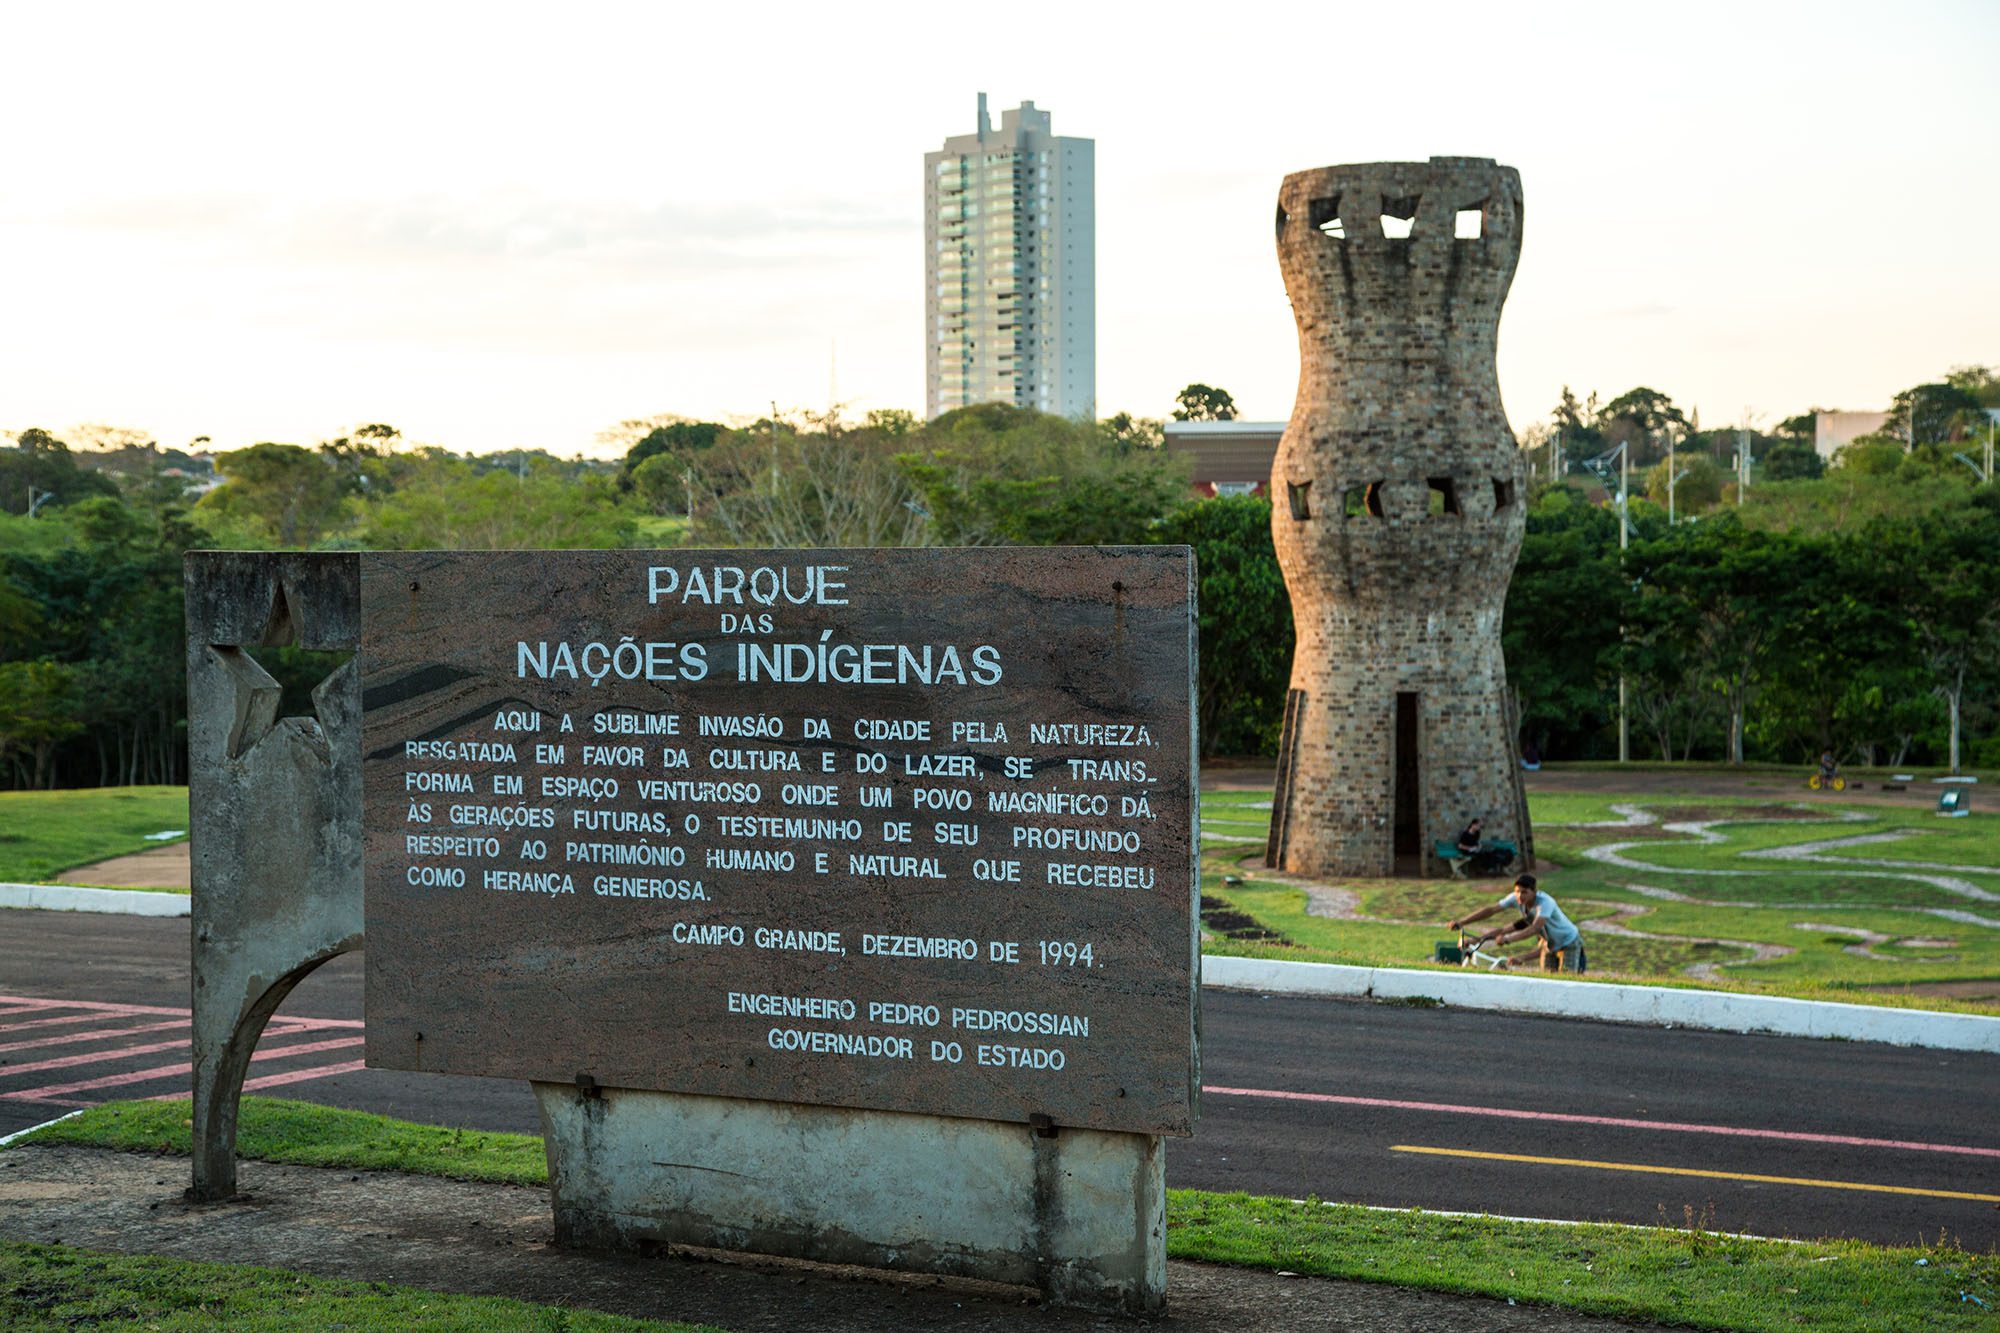 PARQUE
DAS
NAÇÕES INDÍGENAS
AQUI A SUBLIME INVASÃO DA CIDADE PELA NATUREZA,
RESGATADA EM FAVOR DA CULTURA E DO LAZER, SE TRANS-
FORMA EM ESPAÇO VENTUROSO ONDE UM POVO MAGNÍFICO DÁ,
ÀS GERAÇÕES FUTURAS, O TESTEMUNHO DE SEU PROFUNDO
RESPEITO AO PATRIMÔNIO HUMANO E NATURAL QUE RECEBEU
COMO HERANÇA GENEROSA.
CAMPO GRANDE, DEZEMBRO DE 1994.
ENGENHEIRO PEDRO PEDROSSIAN
GOVERNADOR DO ESTADO